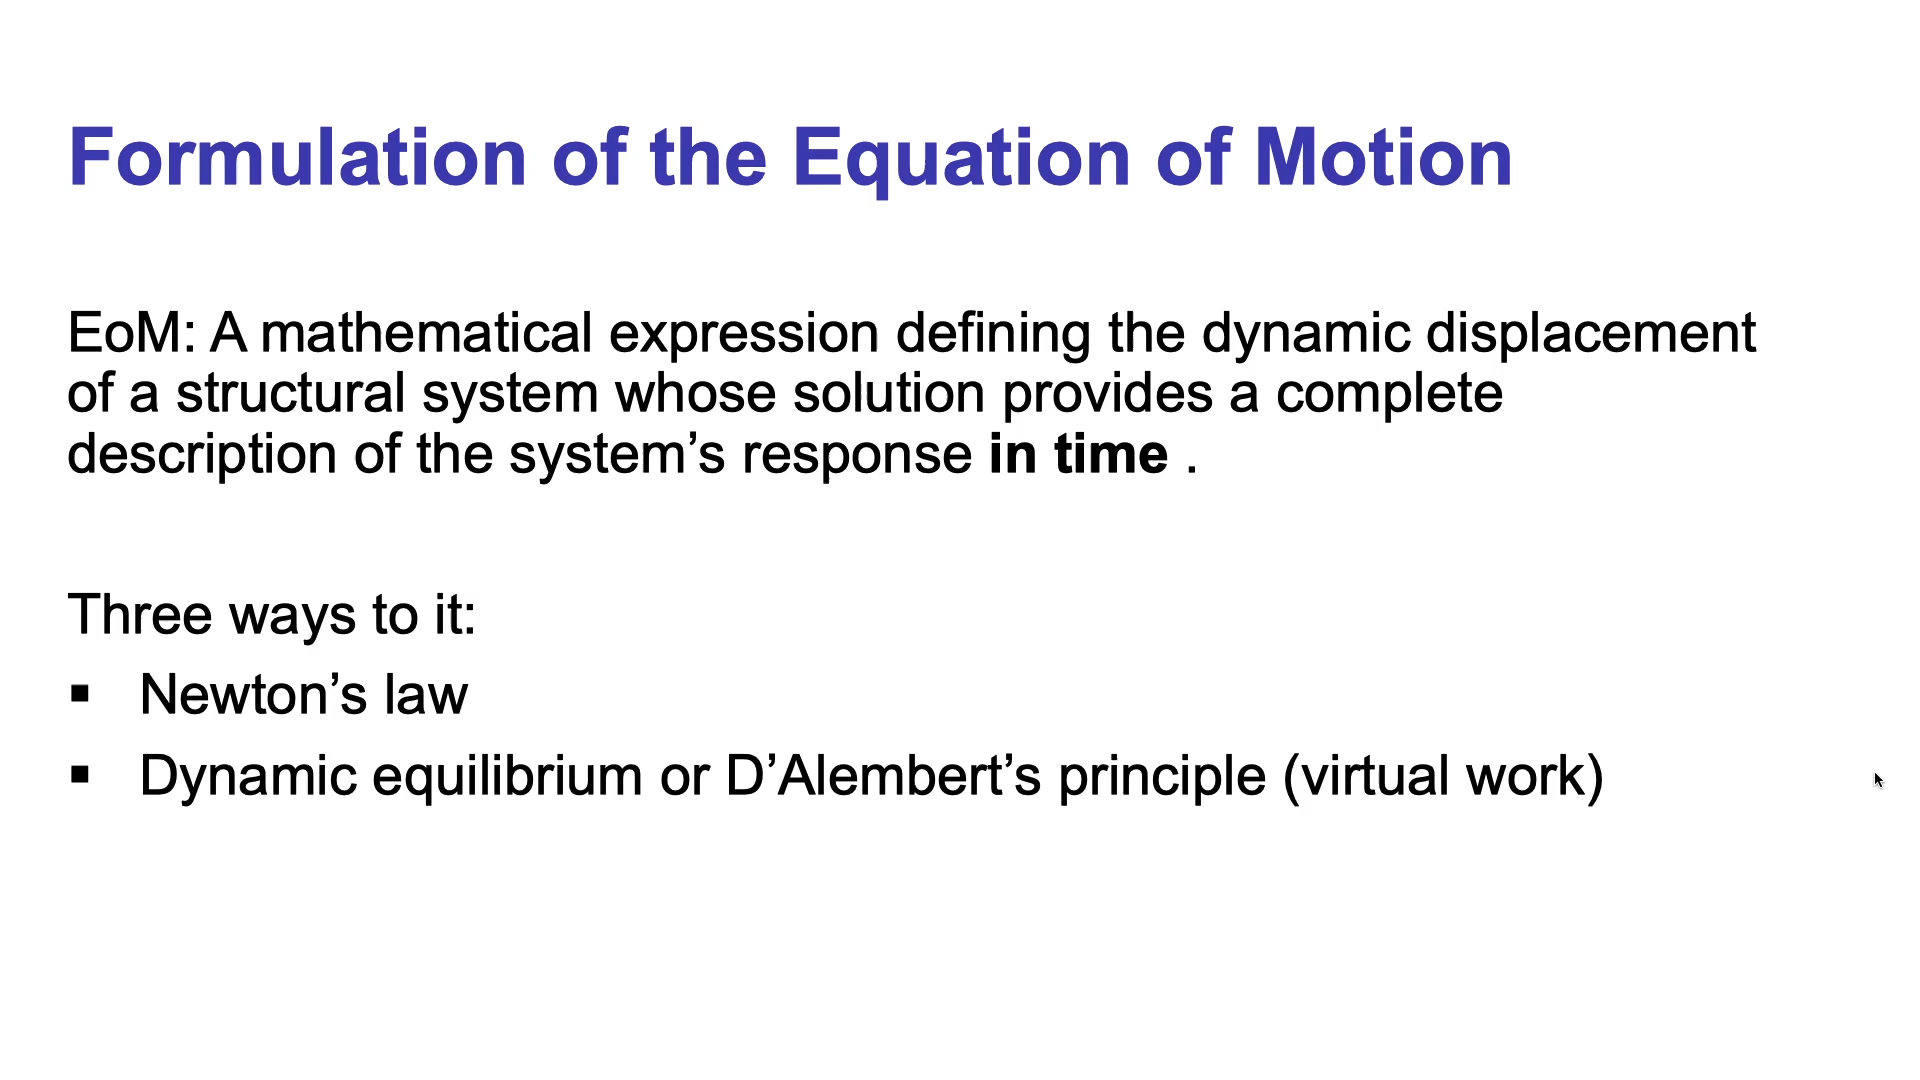 Formulation of the Equation of Motion
EoM: A mathematical expression defining the dynamic displacement
of a structural system whose solution provides a complete
description of the system’s response in time .
Three ways to it:
▪ Newton’s law
▪ Dynamic equilibrium or D’Alembert’s principle (virtual work)